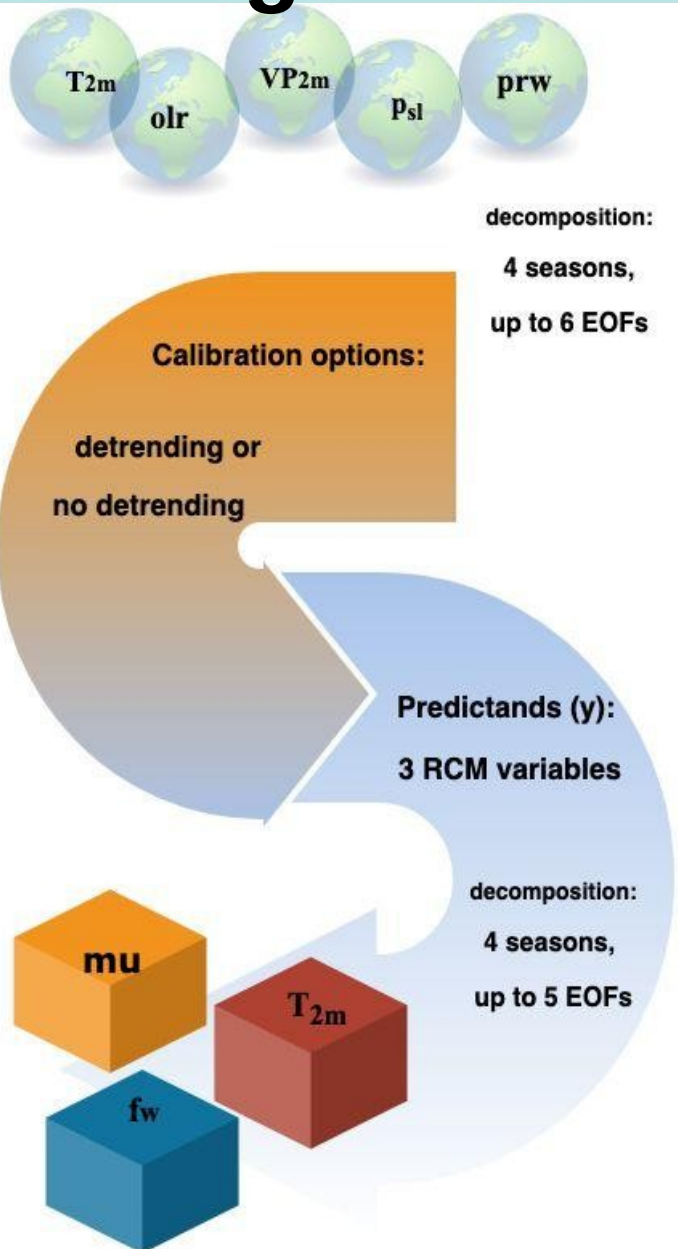 T2m
olr
VP2m
psl
prw
decomposition:
4 seasons,
up to 6 EOFs
Calibration options:
detrending or
no detrending
Predictands (y):
3 RCM variables
decomposition:
4 seasons,
up to 5 EOFs
mu
T2m
fw